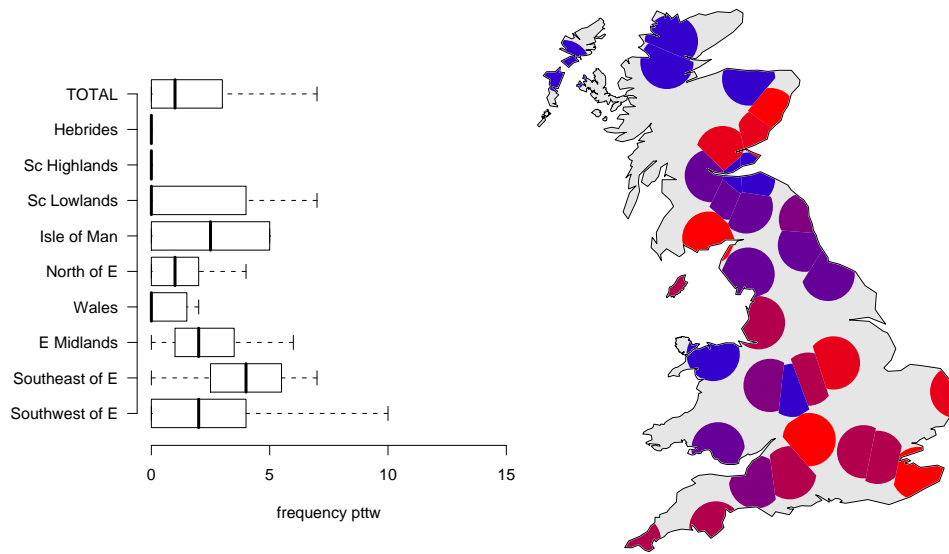 TOTAL
Hebrides
Sc Highlands
Sc Lowlands
Isle of Man
North of E
Wales
E Midlands
Southeast of E
Southwest of E
0 5 10 15
frequency pttw